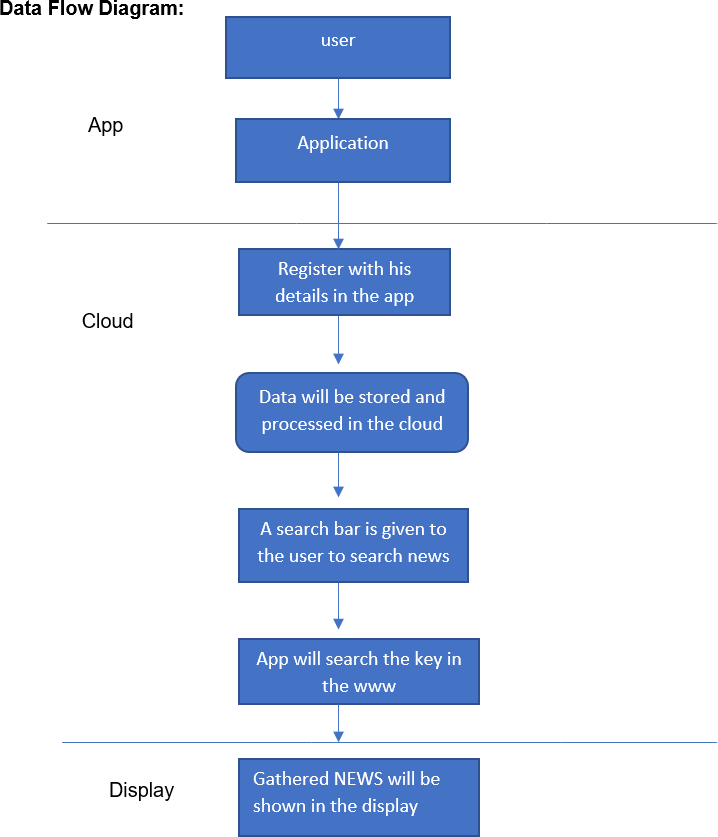 Data Flow Diagram:
user
App
Application
Register with his
details in the app
Cloud
Data will be stored and
processed in the cloud
A search bar is given to
the user to search news
App will search the key in
the www
Gathered NEWS will be
shown in the display
Display